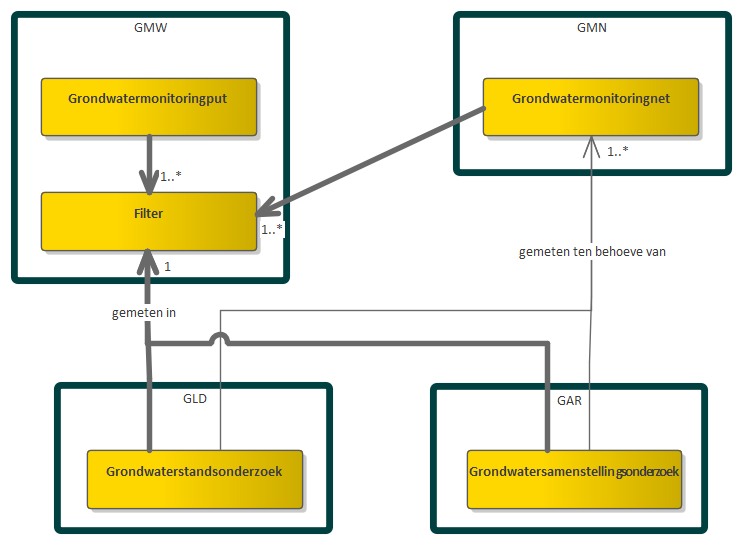 GMW
GMN
Grondwatermonitoringput
Grondwatermonitoringnet
1..*
1..*
Filter
1..*
gemeten ten behoeve van
1
gemeten in
GLD
GAR
Grondwaterstandsonderzoek
Grondwatersamenstellingsonderzoek